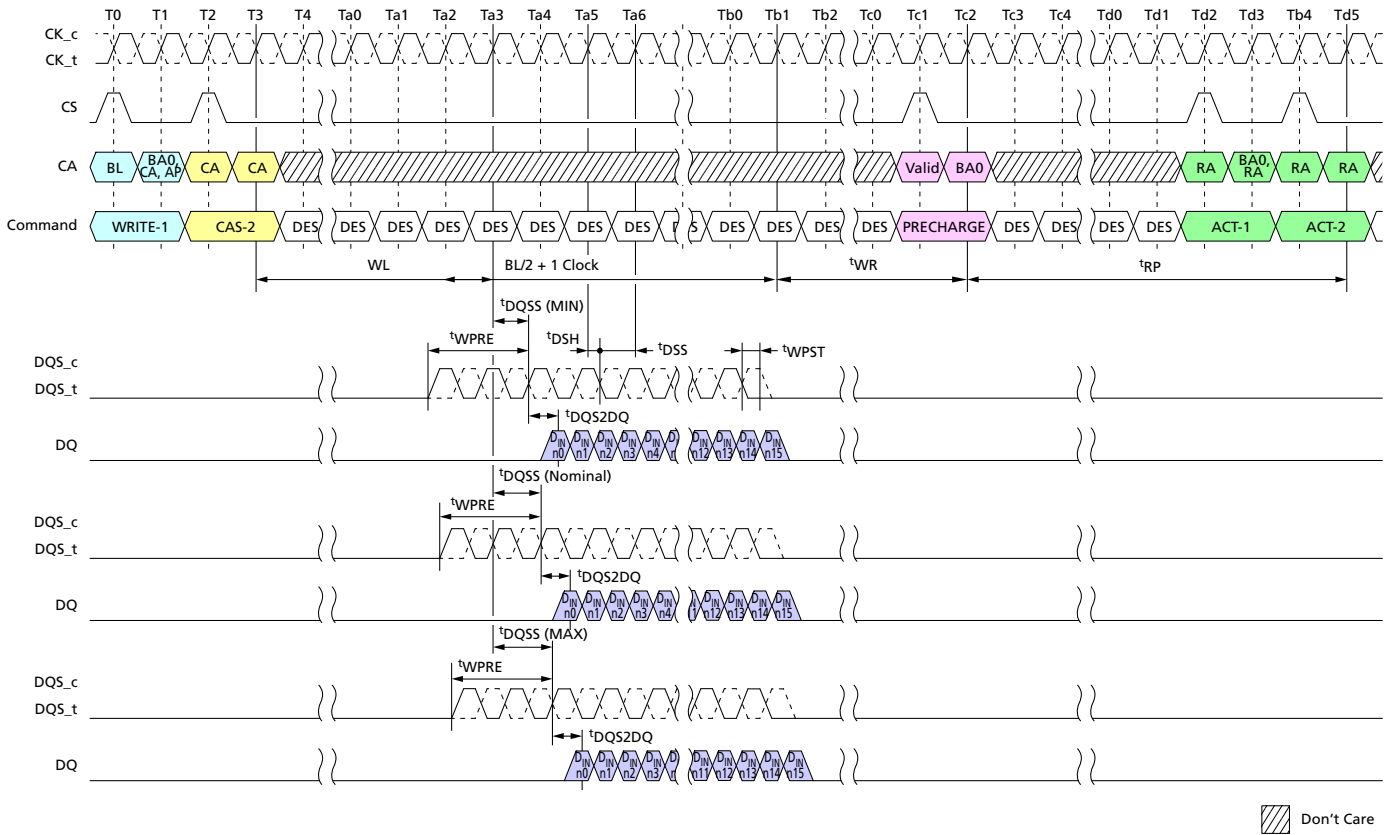 T0 T1 T2 T3 T4 Ta0 Ta1 Ta2 Ta3 Ta4 Ta5 Ta6 Tb0 Tb1 Tb2 Tc0 Tc1 Tc2 Tc3 Tc4 Td0 Td1 Td2 Td3 Tb4 Td5
CK_c
CK_t
CS
CA BL BA0, CA, AP CA CA Valid BA0 RA BA0, RA RA RA
Command WRITE-1 CAS-2 DES DES DES DES DES DES DES DES DES DES DES DES PRECHARGE DES DES DES DES ACT-1 ACT-2
WL BL/2 + 1 Clock tWR tRP
tDQSS (MIN)
tWPRE tDSH tDSS tWPST
DQS_c
DQS_t
tDQS2DQ
DQ DIN n0 DIN n1 DIN n2 DIN n3 DIN n4 DIN n12 DIN n13 DIN n14 DIN n15
tDQSS (Nominal)
tWPRE
DQS_c
DQS_t
tDQS2DQ
DQ DIN n0 DIN n1 DIN n2 DIN n3 DIN n4 DIN n12 DIN n13 DIN n14 DIN n15
tDQSS (MAX)
tWPRE
DQS_c
DQS_t
tDQS2DQ
DQ DIN n0 DIN n1 DIN n2 DIN n3 DIN n11 DIN n12 DIN n13 DIN n14 DIN n15
Don't Care